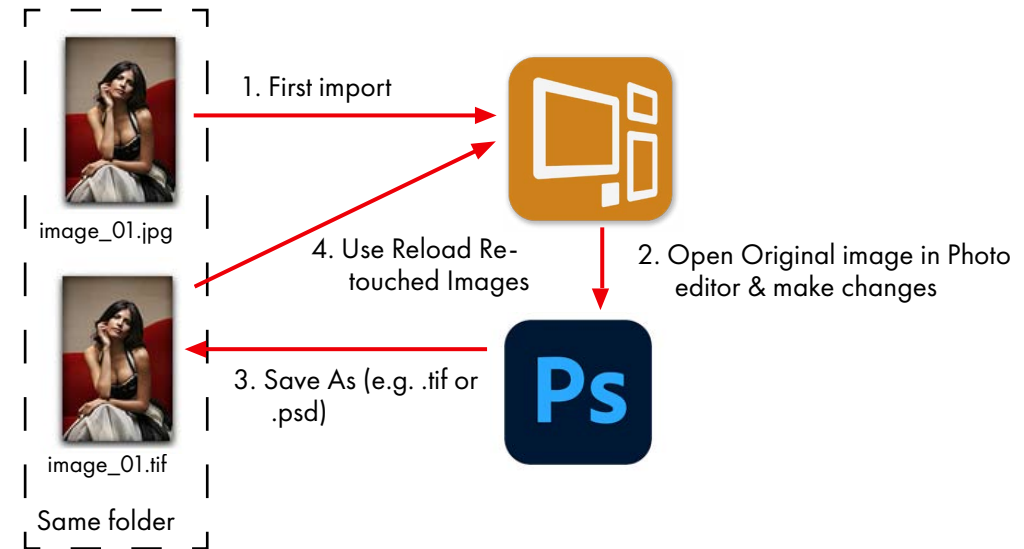 1. First import
image_01.jpg
4. Use Reload Re-
touched Images
2. Open Original image in Photo
editor & make changes
Ps
3. Save As (e.g. .tif or
.psd)
image_01.tif
Same folder